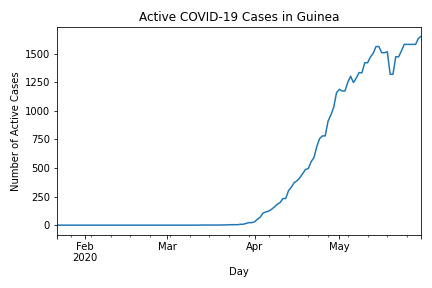 Active COVID-19 Cases in Guinea
Number of Active Cases
1500
1250
1000
750
500
250
0
Feb
2020
Mar
Apr
May
Day